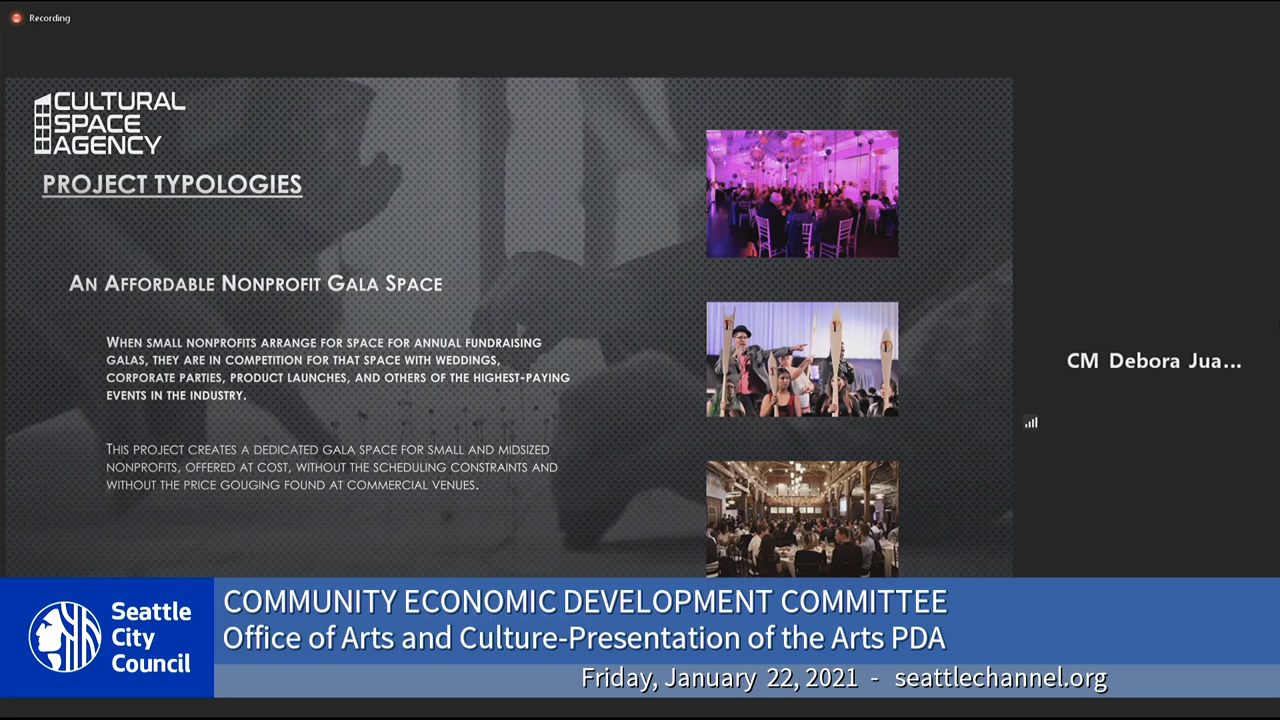 Recording
CULTURAL
SPACE
AGENCY
PROJECT TYPOLOGIES
AN AFFORDABLE NONPROFIT GALA SPACE
WHEN SMALL NONPROFITS ARRANGE FOR SPACE FOR ANNUAL FUNDRAISING
GALAS, THEY ARE IN COMPETITION FOR THAT SPACE WITH WEDDINGS,
CORPORATE PARTIES, PRODUCT LAUNCHES, AND OTHERS OF THE HIGHEST-PAYING
EVENTS IN THE INDUSTRY.
THIS PROJECT CREATES A DEDICATED GALA SPACE FOR SMALL AND MIDSIZED
NONPROFITS, OFFERED AT COST, WITHOUT THE SCHEDULING CONSTRAINTS AND
WITHOUT THE PRICE GOUGING FOUND AT COMMERCIAL VENUES.
CM Debora Jua...
Seattle
City
Council
COMMUNITY ECONOMIC DEVELOPMENT COMMITTEE
Office of Arts and Culture-Presentation of the Arts PDA
Friday, January 22, 2021 - seattlechannel.org